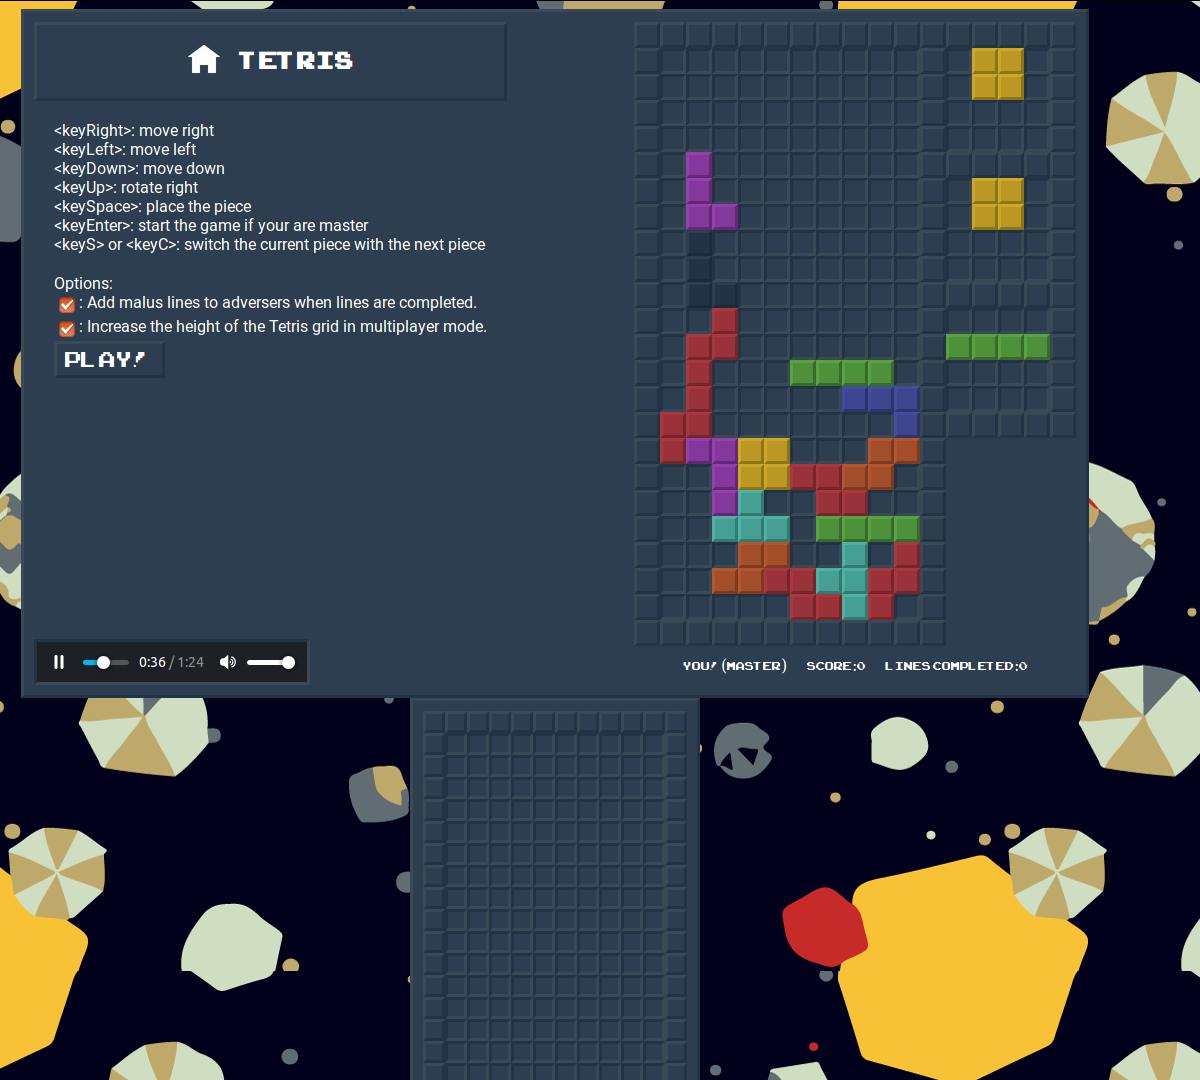 TETRIS
<keyRight>: move right
<keyLeft>: move left
<keyDown>: move down
<keyUp>: rotate right
<keySpace>: place the piece
<keyEnter>: start the game if your are master
<keyS> or <keyC>: switch the current piece with the next piece
Options:
: Add malus lines to adversers when lines are completed.
: Increase the height of the Tetris grid in multiplayer mode.
PLAY!
0:36 / 1:24
YOU! (MASTER) SCORE:0 LINES COMPLETED:0